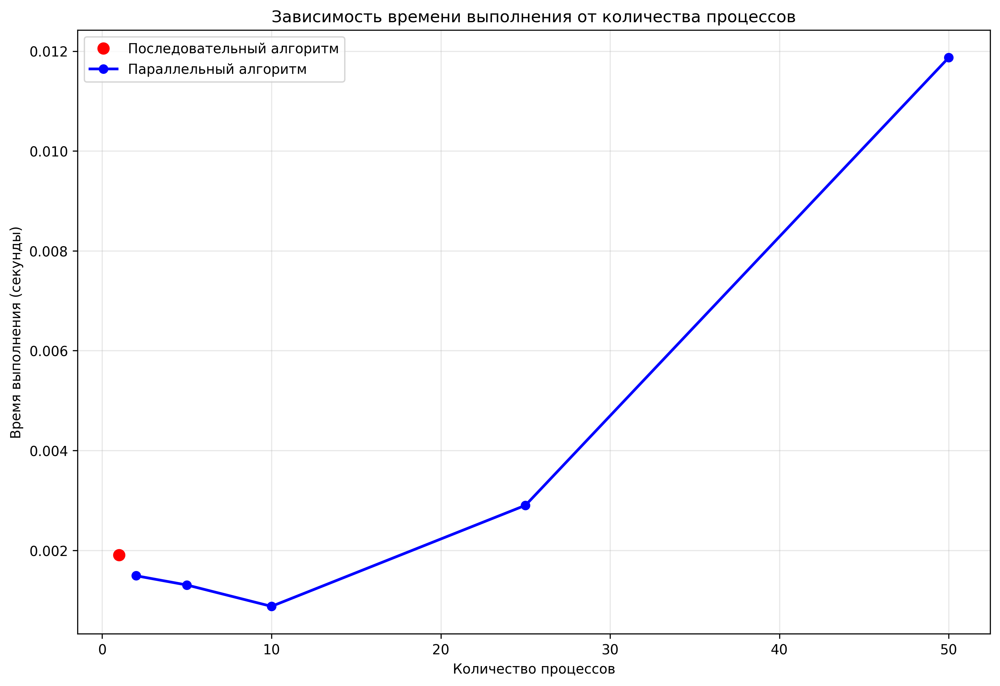 Зависимость времени выполнения от количества процессов
Последовательный алгоритм
Параллельный алгоритм
Время выполнения (секунды)
0.012
0.010
0.008
0.006
0.004
0.002
0 10 20 30 40 50
Количество процессов